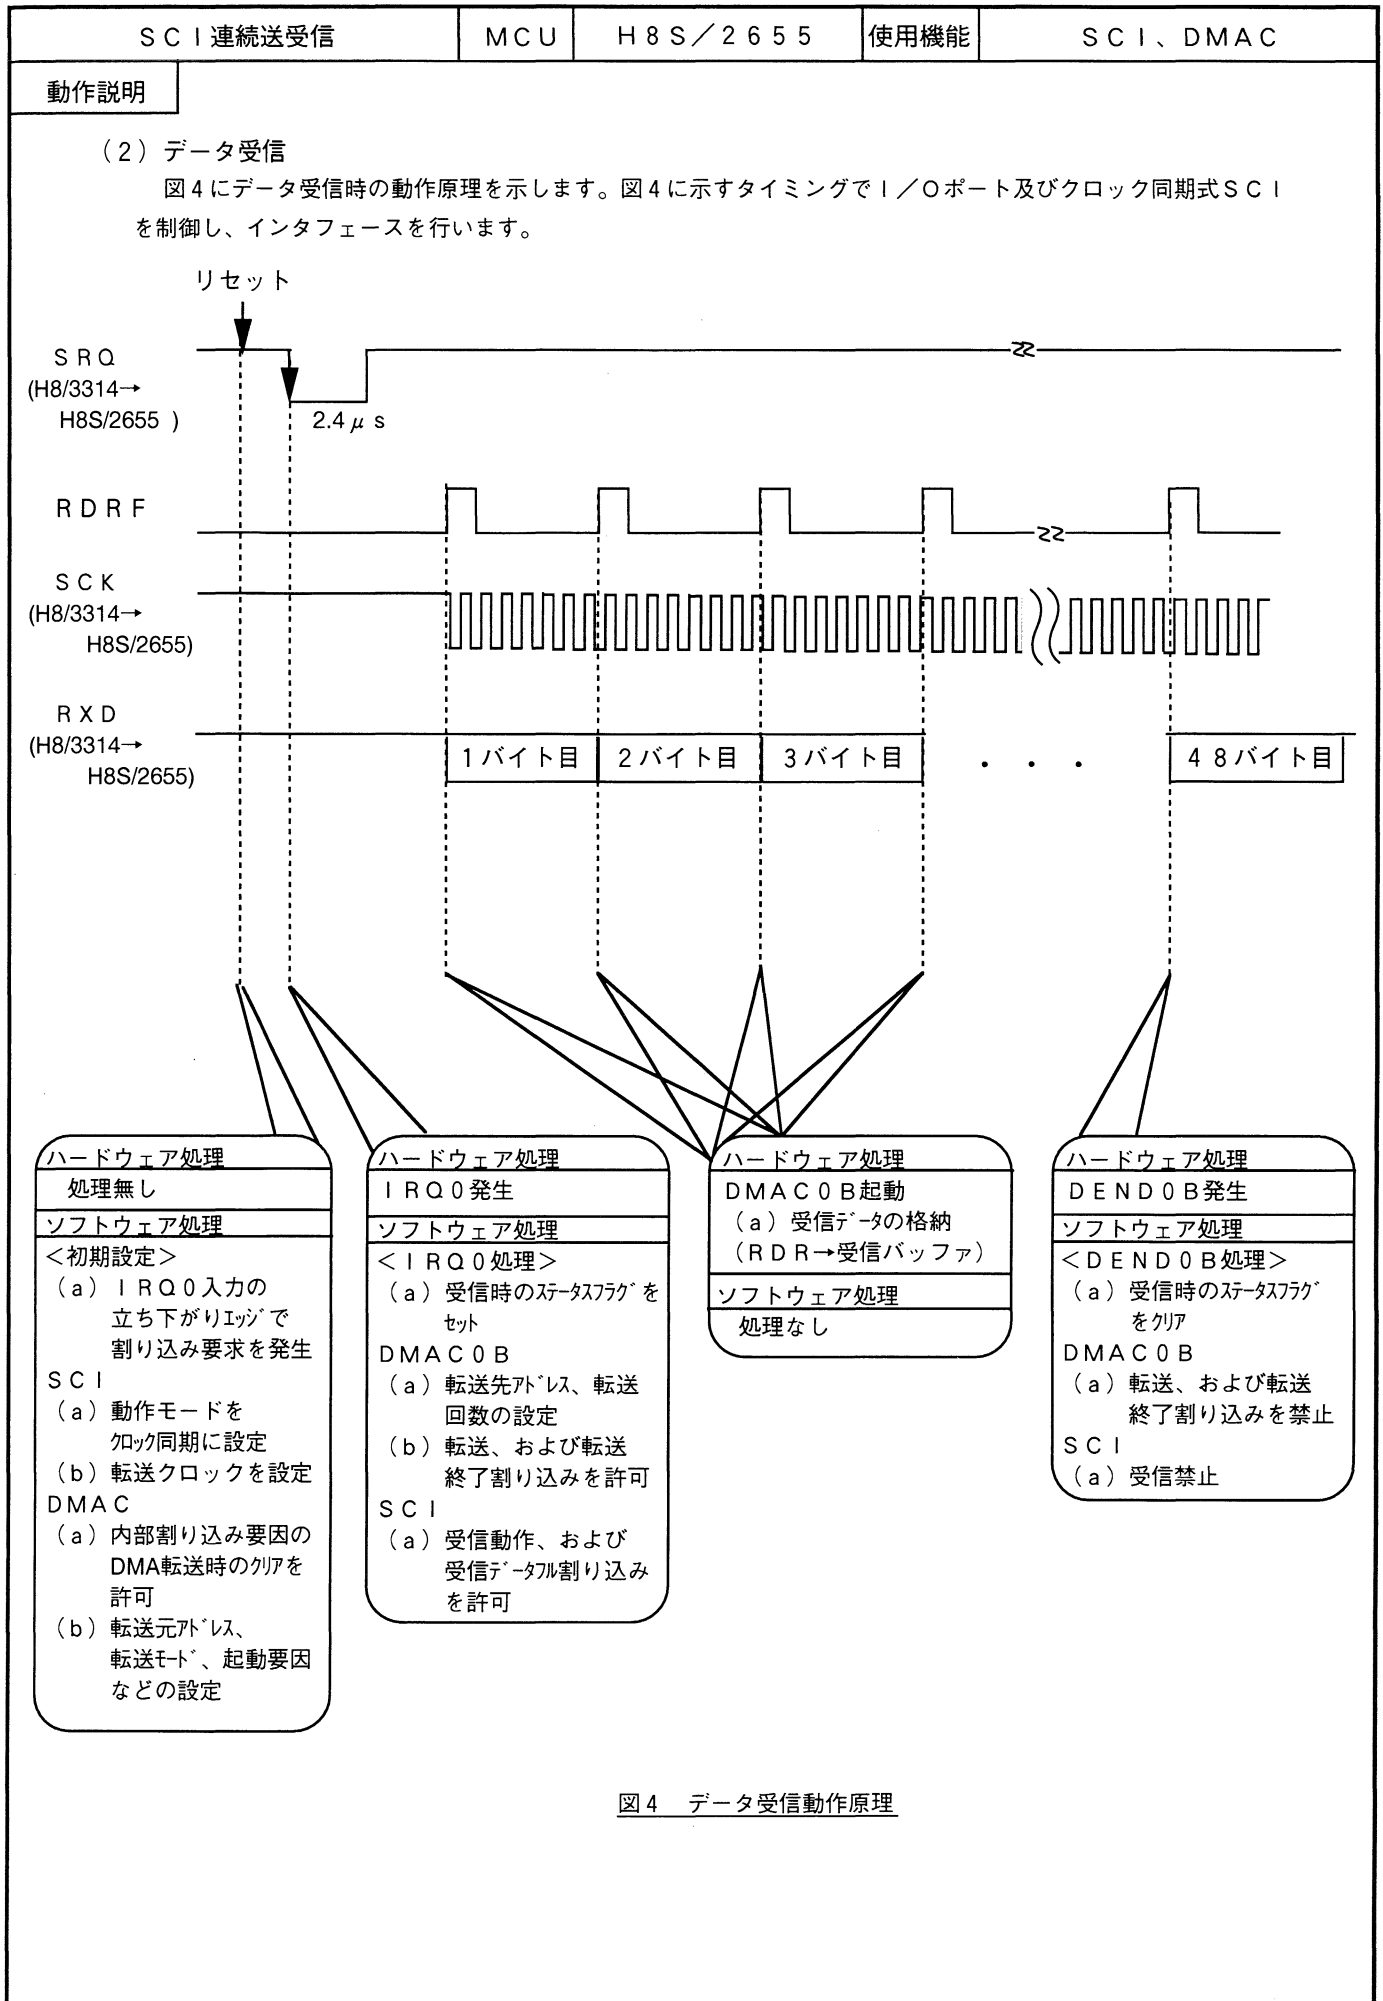 SCI連続送受信 MCU H8S/2655 使用機能 SCI、DMAC
動作説明
(2)データ受信
図4にデータ受信時の動作原理を示します。図4に示すタイミングでI/Oポート及びクロック同期式SCI
を制御し、インタフェースを行います。
リセット
SRQ
(H8/3314→
H8S/2655 )
2.4μs
RDRF
SCK
(H8/3314→
H8S/2655)
RXD
(H8/3314→
H8S/2655)
1バイト目 2バイト目 3バイト目 ・・・ 48バイト目
ハードウェア処理
処理無し
ソフトウェア処理
<初期設定>
(a)IRQ0入力の
立ち下がりエッジで
割り込み要求を発生
SCI
(a)動作モードを
クロック同期に設定
(b)転送クロックを設定
DMAC
(a)内部割り込み要因の
DMA転送時のクリアを
許可
(b)転送元アドレス、
転送モード、起動要因
などの設定
ハードウェア処理
IRQ0発生
ソフトウェア処理
<IRQ0処理>
(a)受信時のステータスフラグを
セット
DMAC0B
(a)転送先アドレス、転送
回数の設定
(b)転送、および転送
終了割り込みを許可
SCI
(a)受信動作、および
受信データフル割り込み
を許可
ハードウェア処理
DMAC0B起動
(a)受信データの格納
(RDR→受信バッファ)
ソフトウェア処理
処理なし
ハードウェア処理
DEND0B発生
ソフトウェア処理
<DEND0B処理>
(a)受信時のステータスフラグ
をクリア
DMAC0B
(a)転送、および転送
終了割り込みを禁止
SCI
(a)受信禁止
図4 データ受信動作原理